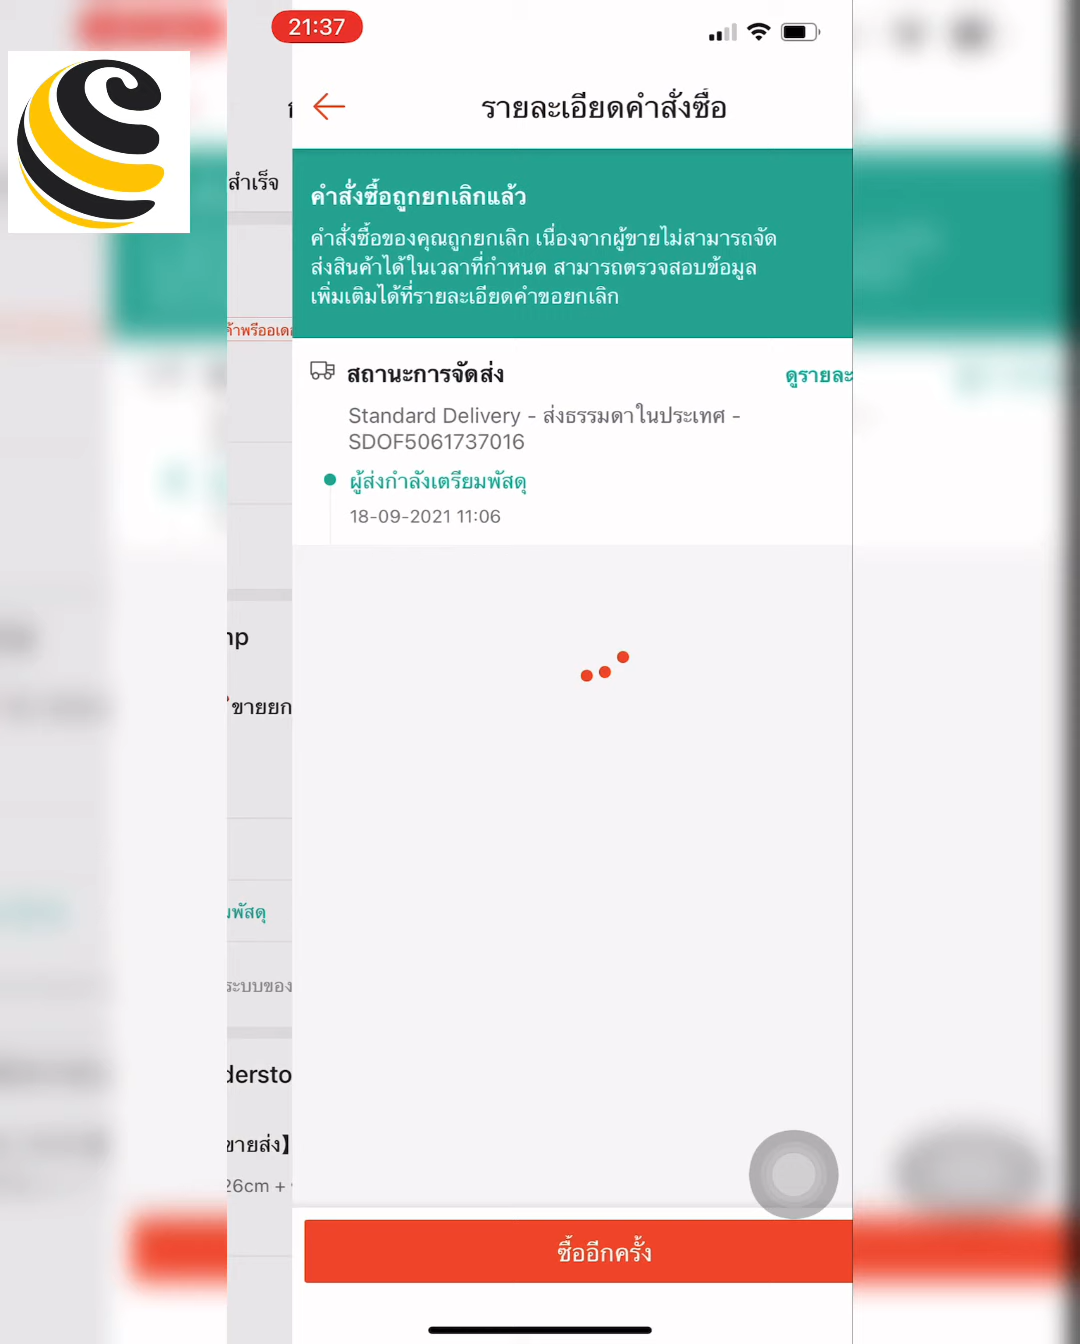 21:37
รายละเอียดคำสั่งซื้อ
สำเร็จ
คำสั่งซื้อถูกยกเลิกแล้ว
คำสั่งซื้อของคุณถูกยกเลิก เนื่องจากผู้ขายไม่สามารถจัด
ส่งสินค้าได้ในเวลาที่กำหนด สามารถตรวจสอบข้อมูล
เพิ่มเติมได้ที่รายละเอียดคำขอยกเลิก
ค้าพรีออเดอ
สถานะการจัดส่ง
ดูรายละ
Standard Delivery - ส่งธรรมดาในประเทศ -
SDOF5061737016
ผู้ส่งกำลังเตรียมพัสดุ
18-09-2021 11:06
ขายยก
มพัสดุ
ระบบของ
dersto
ขายส่ง】
26cm +
ซื้ออีกครั้ง